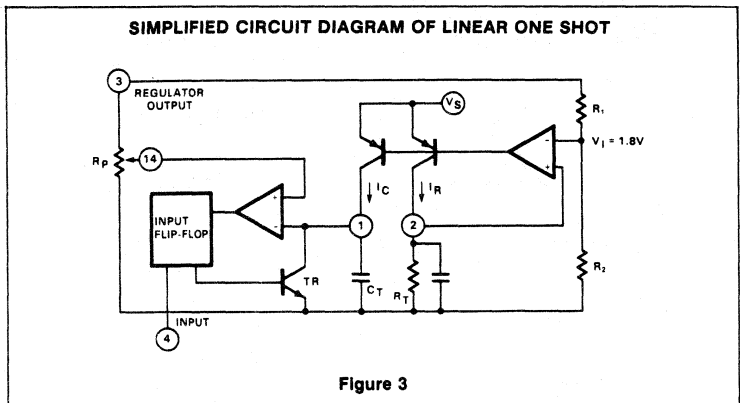 SIMPLIFIED CIRCUIT DIAGRAM OF LINEAR ONE SHOT
3
REGULATOR
OUTPUT
VS
R1
V1 = 1.8V
-
+
RP
14
+
-
IC
IR
INPUT
FLIP-FLOP
1
2
R2
TR
CT
RT
INPUT
4
Figure 3